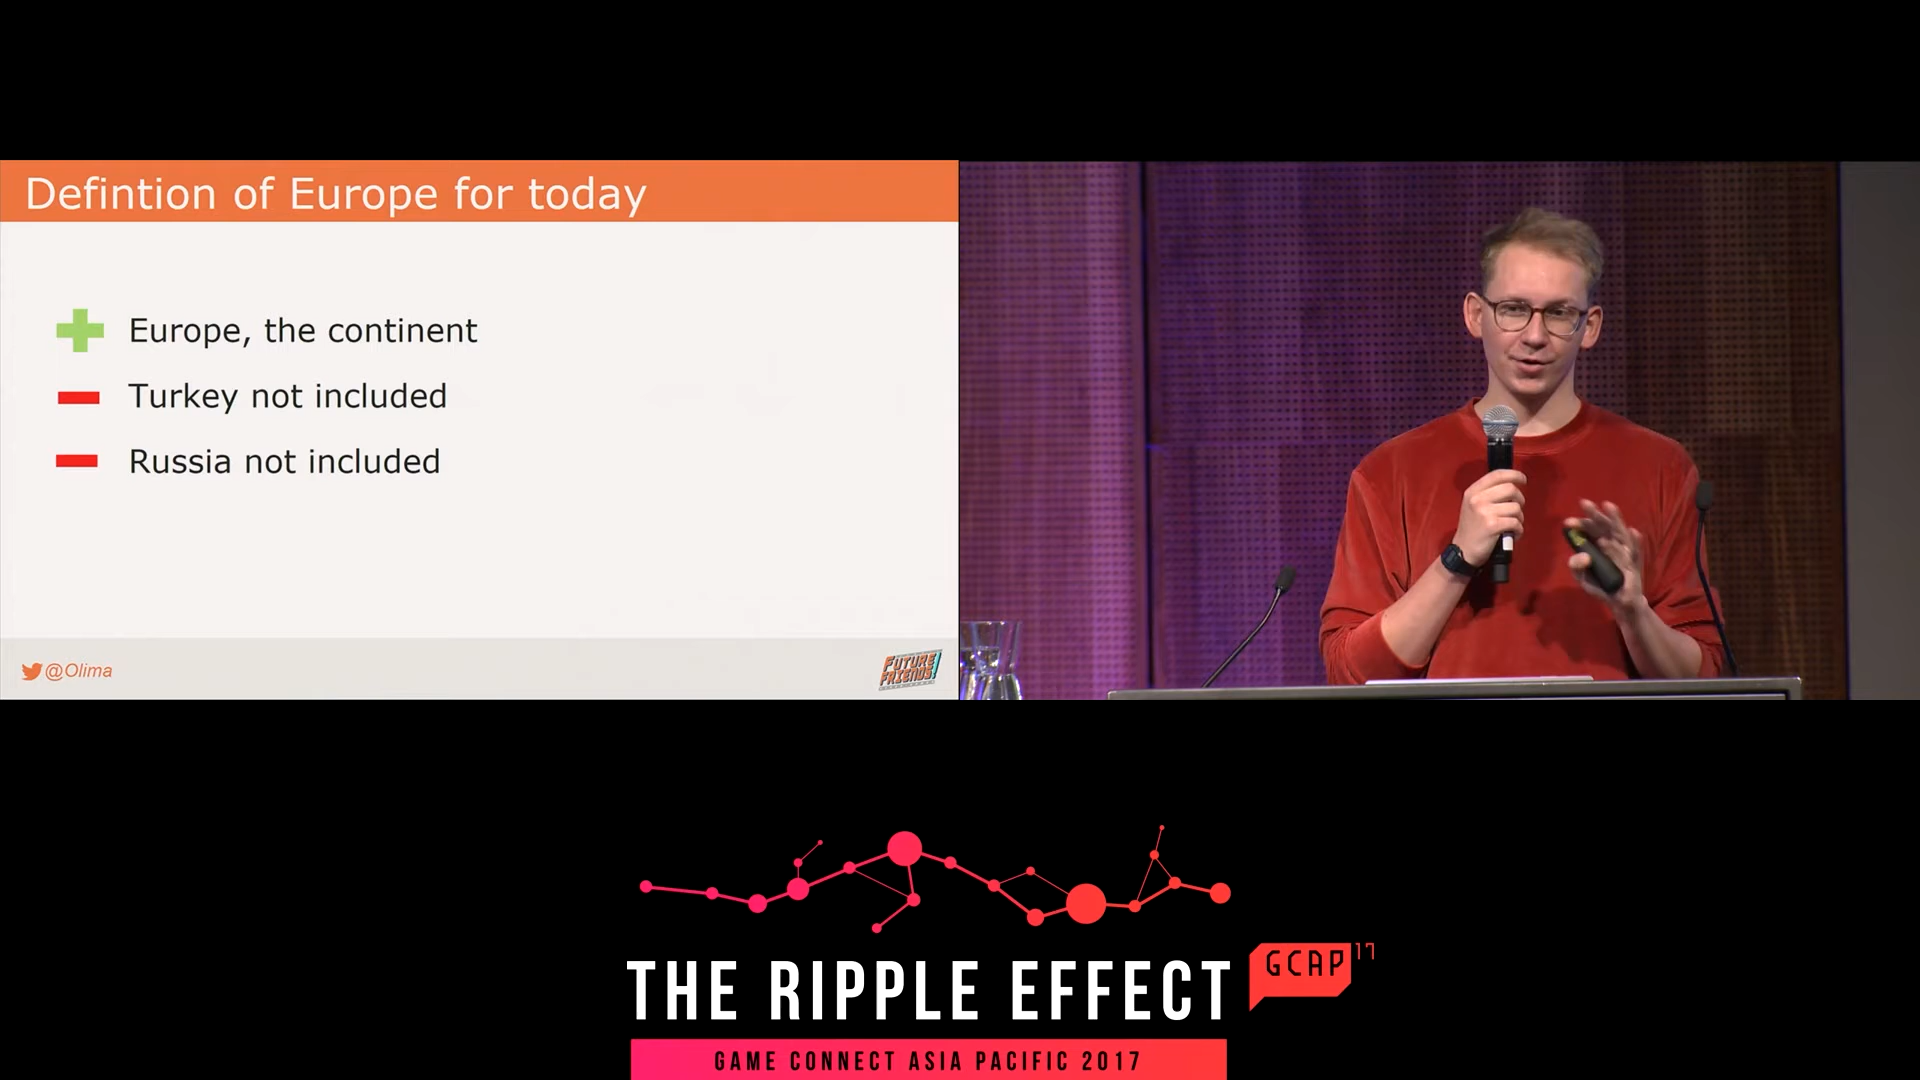 Defintion of Europe for today
Europe, the continent
Turkey not included
Russia not included
@Olima
FUTURE
FRIENDS!
THE RIPPLE EFFECT
GCAP
17
GAME CONNECT ASIA PACIFIC 2017